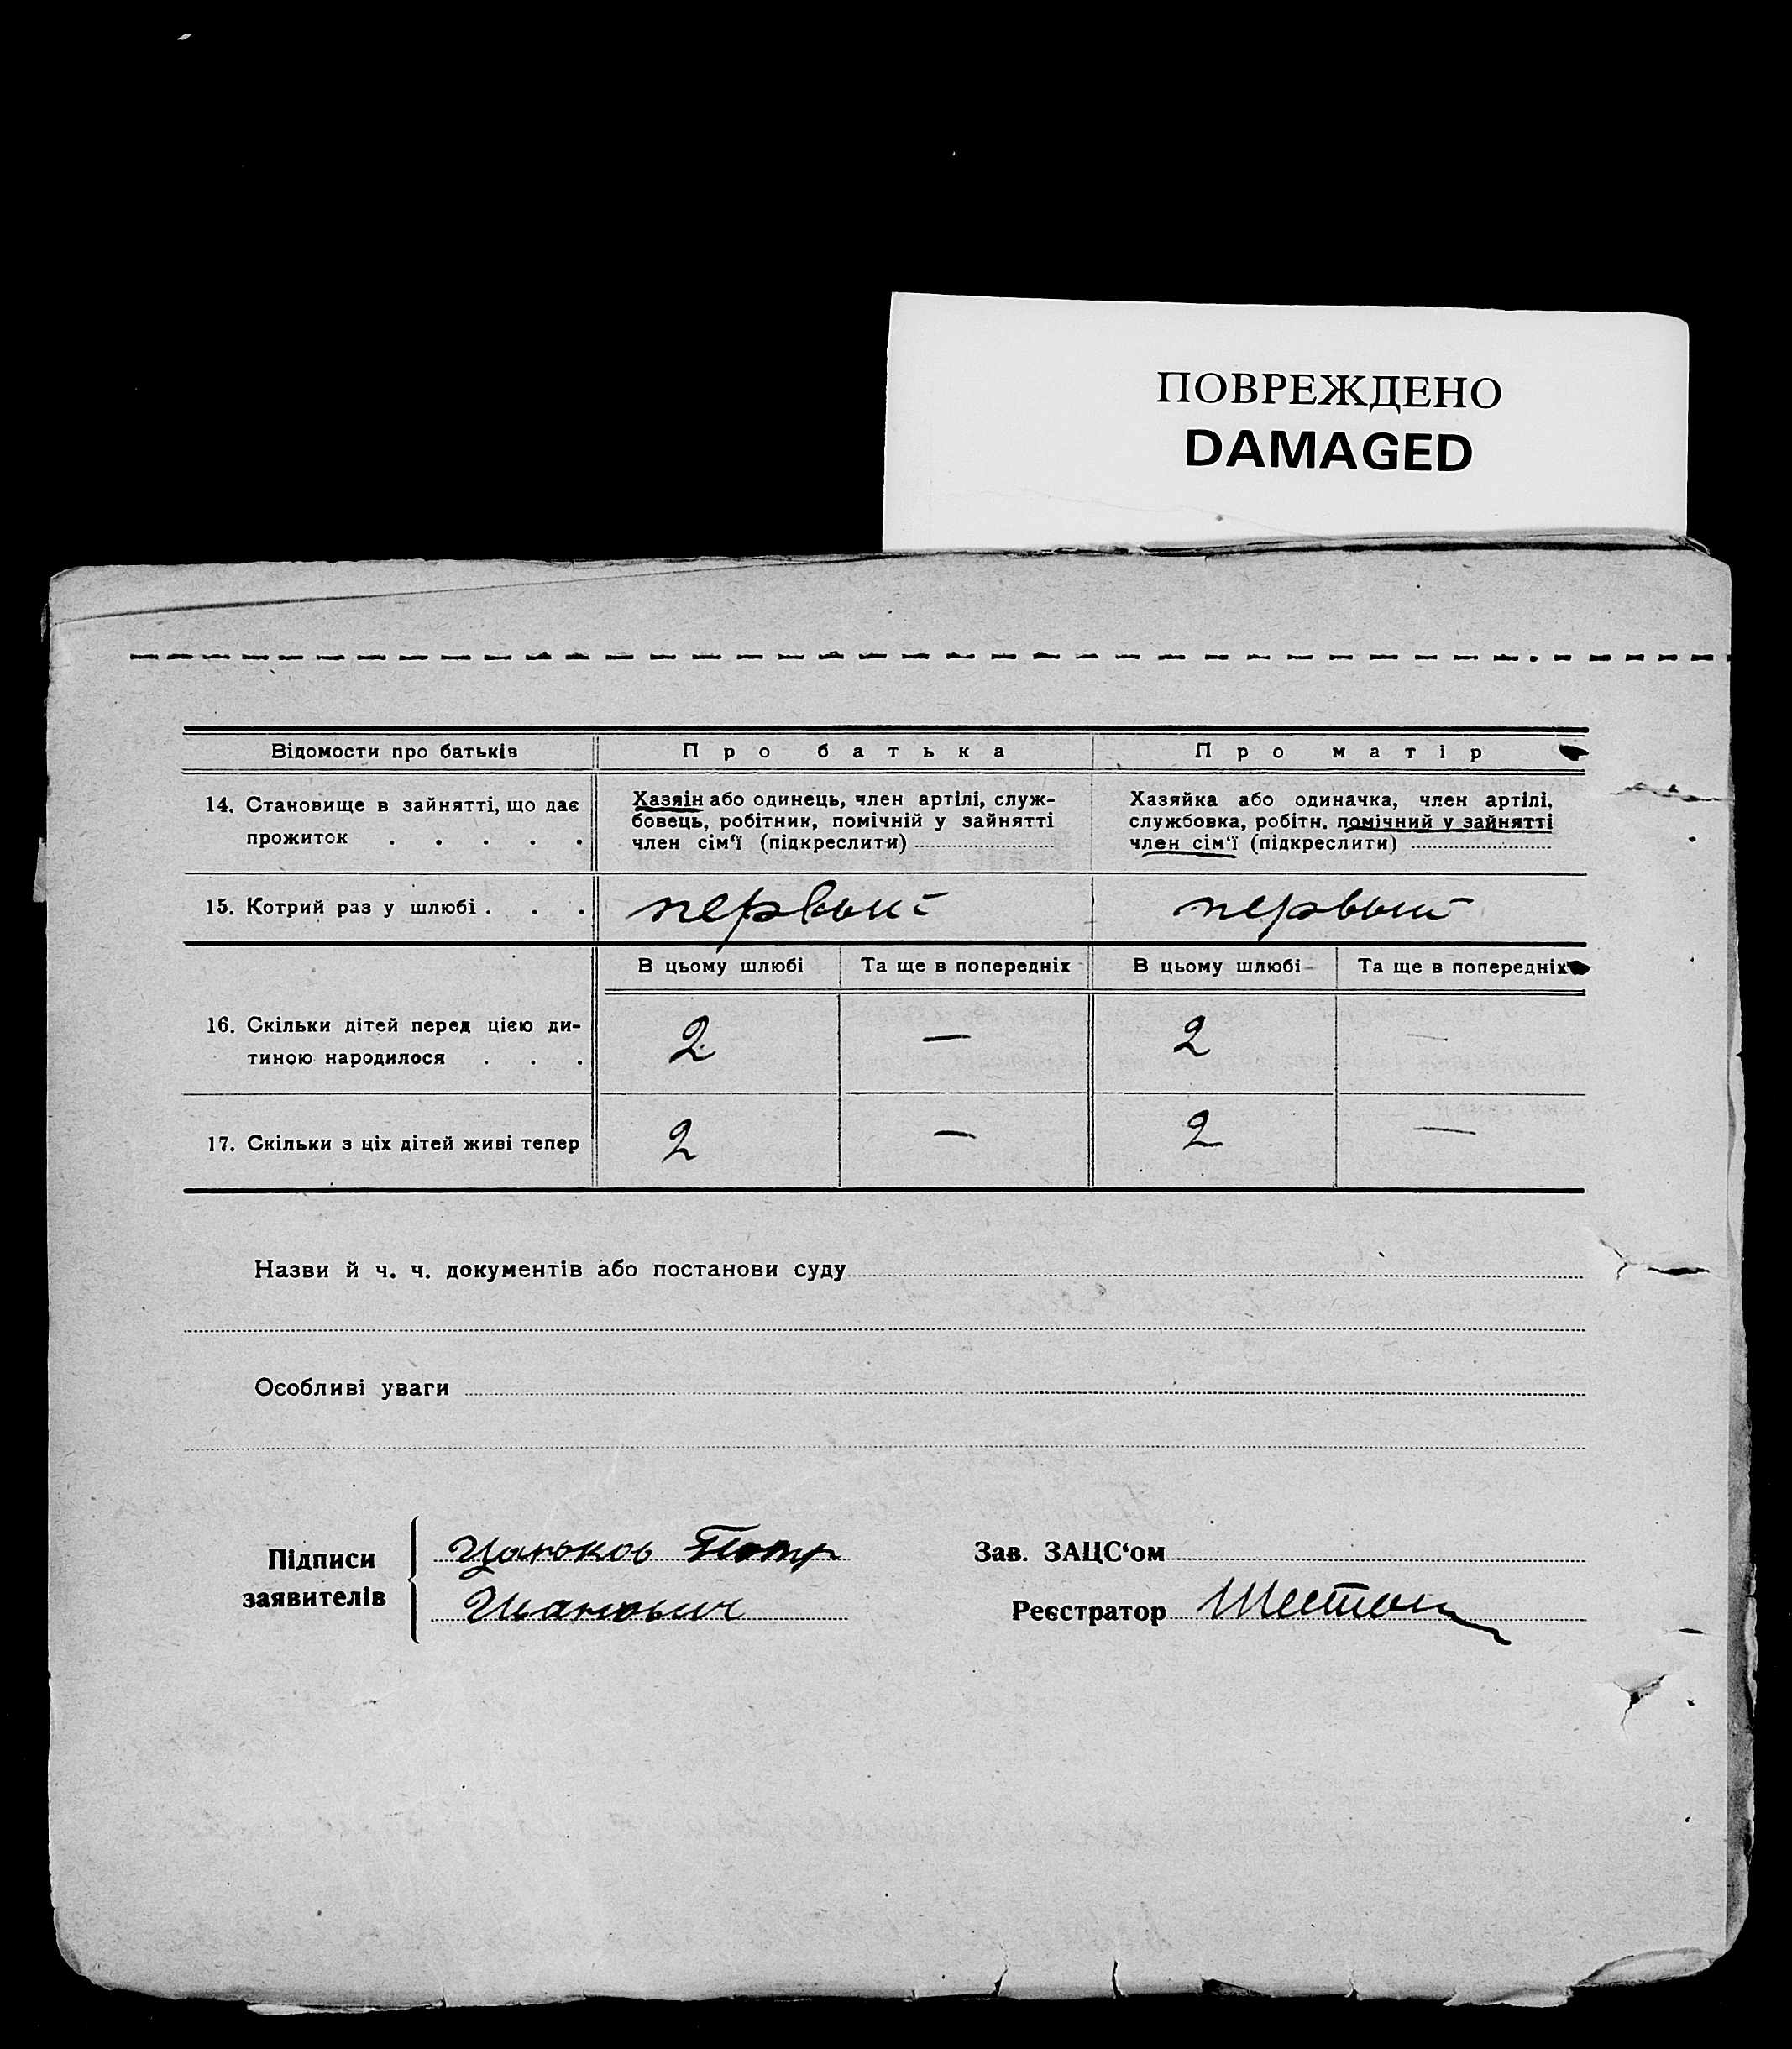 ПОВРЕЖДЕНО
DAMAGED
Відомости про батьків
Про батька
Про матір
14. Становище в зайнятті, що дає
прожиток . . . . .
Хазяін або одинець, член артілі, служ-
бовець, робітник, помічній у зайнятті
член сім‘ї (підкреслити)
Хазяйка або одиначка, член артілі,
службовка, робітн. помічний у зайнятті
член сім‘ї (підкреслити)
15. Котрий раз у шлюбі . . .
первый
первый
В цьому шлюбі
Та ще в попередніх
В цьому шлюбі
Та ще в попередніх
16. Скільки дітей перед цією ди-
тиною народилося . . .
2
—
2
—
17. Скільки з ціх дітей живі тепер
2
—
2
—
Назви й ч. ч. документів або постанови суду
Особливі уваги
Підписи
заявителів
Цаньков Петр
Иванович
Зав. ЗАЦС‘ом
Реєстратор